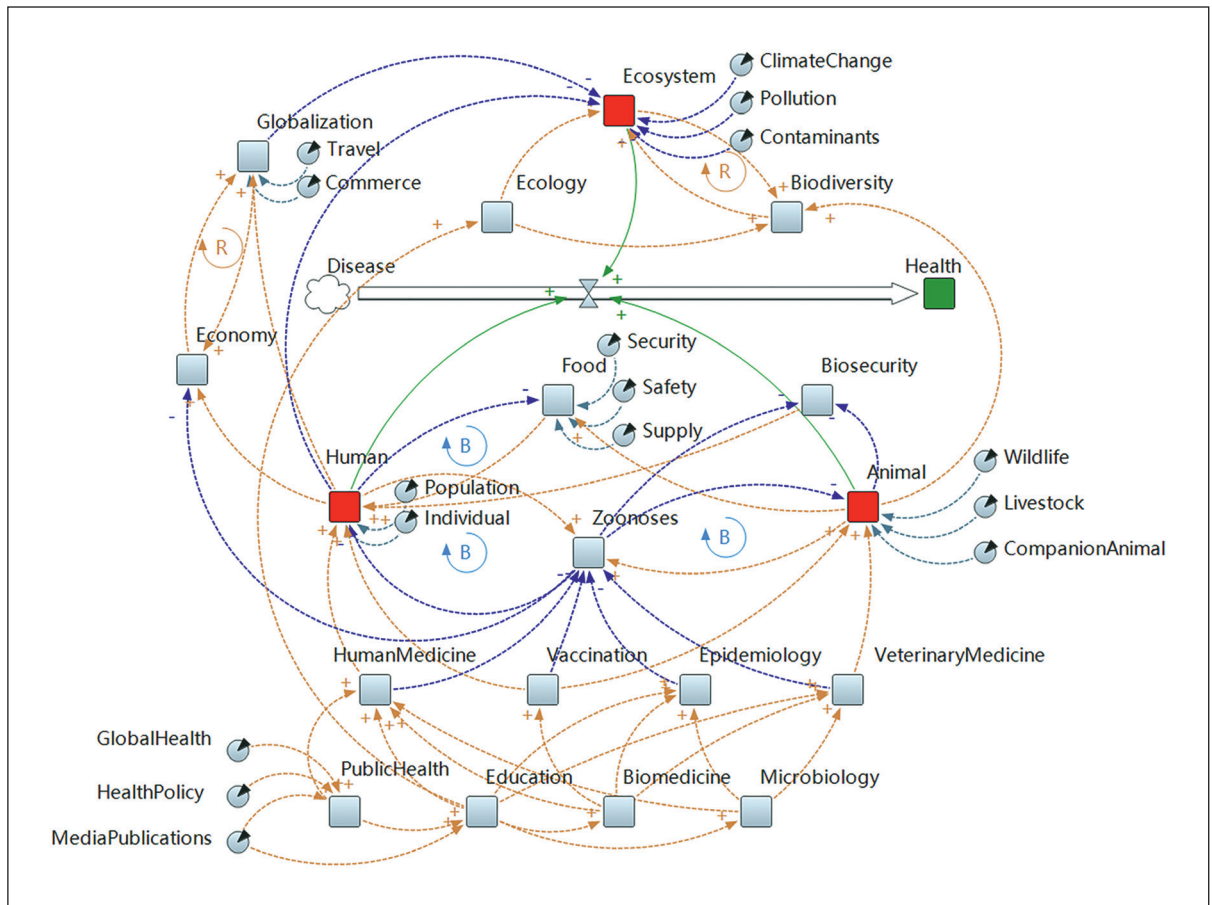 Ecosystem
ClimateChange
Pollution
Contaminants
Globalization
Travel
Commerce
Ecology
Biodiversity
R
R
Disease
Health
Economy
Security
Food
Safety
Supply
Biosecurity
B
Human
Population
Individual
Zoonoses
B
B
Animal
Wildlife
Livestock
CompanionAnimal
HumanMedicine
Vaccination
Epidemiology
VeterinaryMedicine
GlobalHealth
HealthPolicy
MediaPublications
PublicHealth
Education
Biomedicine
Microbiology